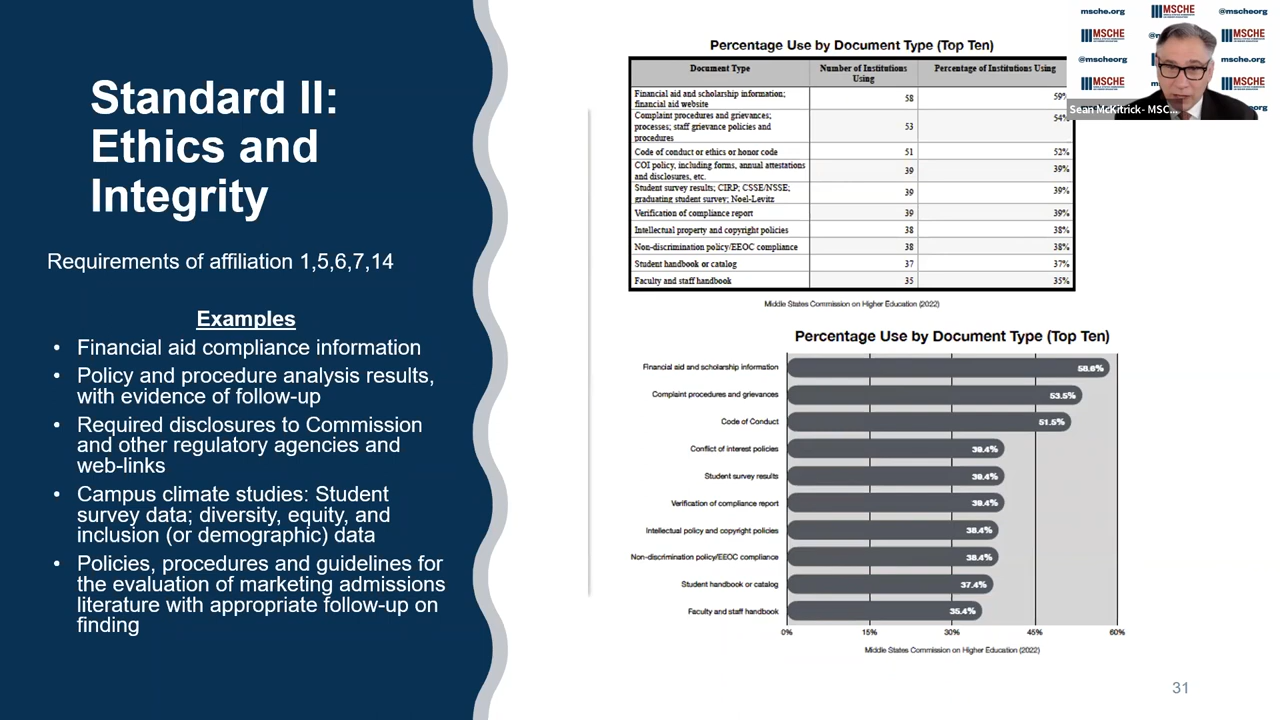 Standard II:
Ethics and
Integrity
Requirements of affiliation 1,5,6,7,14
Examples
• Financial aid compliance information
• Policy and procedure analysis results,
with evidence of follow-up
• Required disclosures to Commission
and other regulatory agencies and
web-links
• Campus climate studies: Student
survey data; diversity, equity, and
inclusion (or demographic) data
• Policies, procedures and guidelines for
the evaluation of marketing admissions
literature with appropriate follow-up on
finding
Percentage Use by Document Type (Top Ten)
Document Type Number of Institutions Using Percentage of Institutions Using
Financial aid and scholarship information;
financial aid website 58 59%
Complaint procedures and grievances;
processes; staff grievance policies and
procedures 53 54%
Code of conduct or ethics or honor code 51 52%
COI policy, including forms, annual attestations
and disclosures, etc. 39 39%
Student survey results; CIRP; CSSE/NSSE;
graduating student survey; Noel-Levitz 39 39%
Verification of compliance report 39 39%
Intellectual property and copyright policies 38 38%
Non-discrimination policy/EEOC compliance 38 38%
Student handbook or catalog 37 37%
Faculty and staff handbook 35 35%
Middle States Commission on Higher Education (2022)
Percentage Use by Document Type (Top Ten)
Financial aid and scholarship information 58.6%
Complaint procedures and grievances 53.5%
Code of Conduct 51.5%
Conflict of interest policies 39.4%
Student survey results 39.4%
Verification of compliance report 39.4%
Intellectual policy and copyright policies 38.4%
Non-discrimination policy/EEOC compliance 38.4%
Student handbook or catalog 37.4%
Faculty and staff handbook 35.4%
0% 15% 30% 45% 60%
Middle States Commission on Higher Education (2022)
31
msche.org MSCHE @mscheorg
MSCHE MSCHE
@mscheorg msche.org
MSCHE MSCHE
Sean McKitrick- MSC...